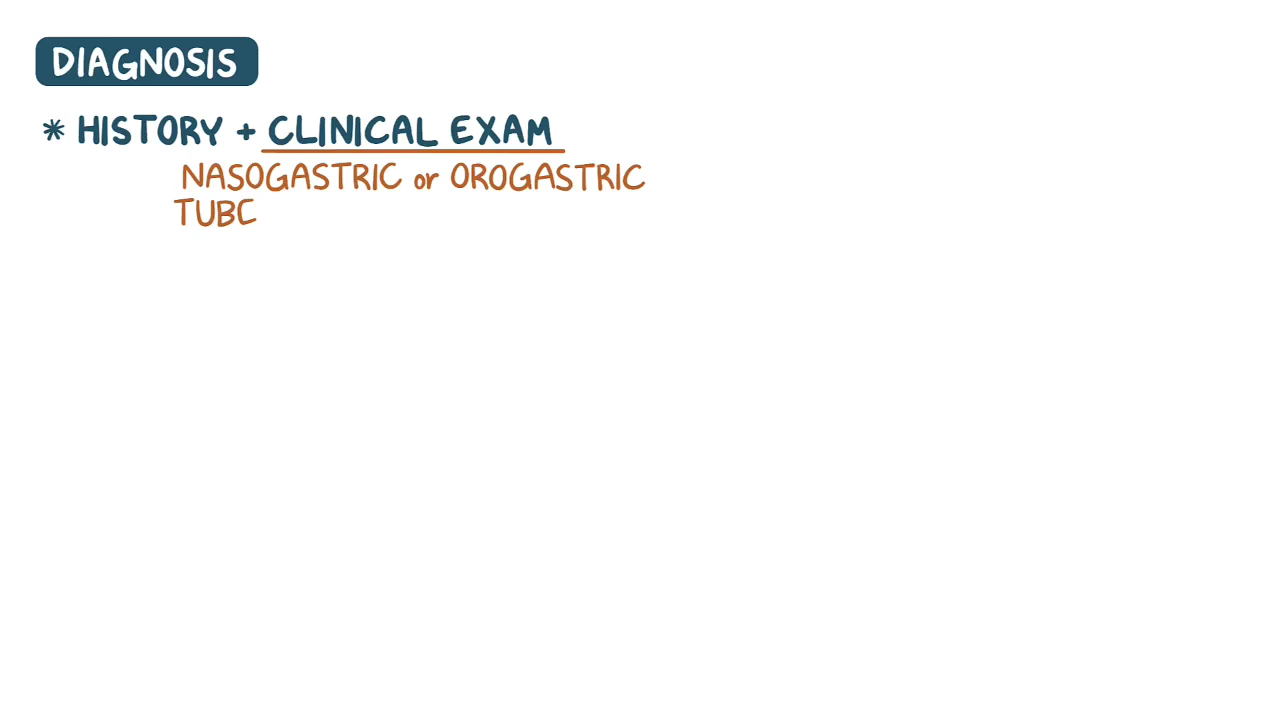 DIAGNOSIS
* HISTORY + CLINICAL EXAM
NASOGASTRIC or OROGASTRIC
TUBC